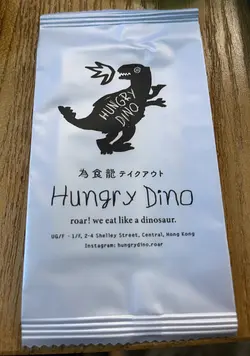 HUNGRY
DINO
為食龍 テイクアウト
Hungry Dino
roar! we eat like a dinosaur.
UG/F - 1/F, 2-4 Shelley Street, Central, Hong Kong
Instagram: hungrydino.roar